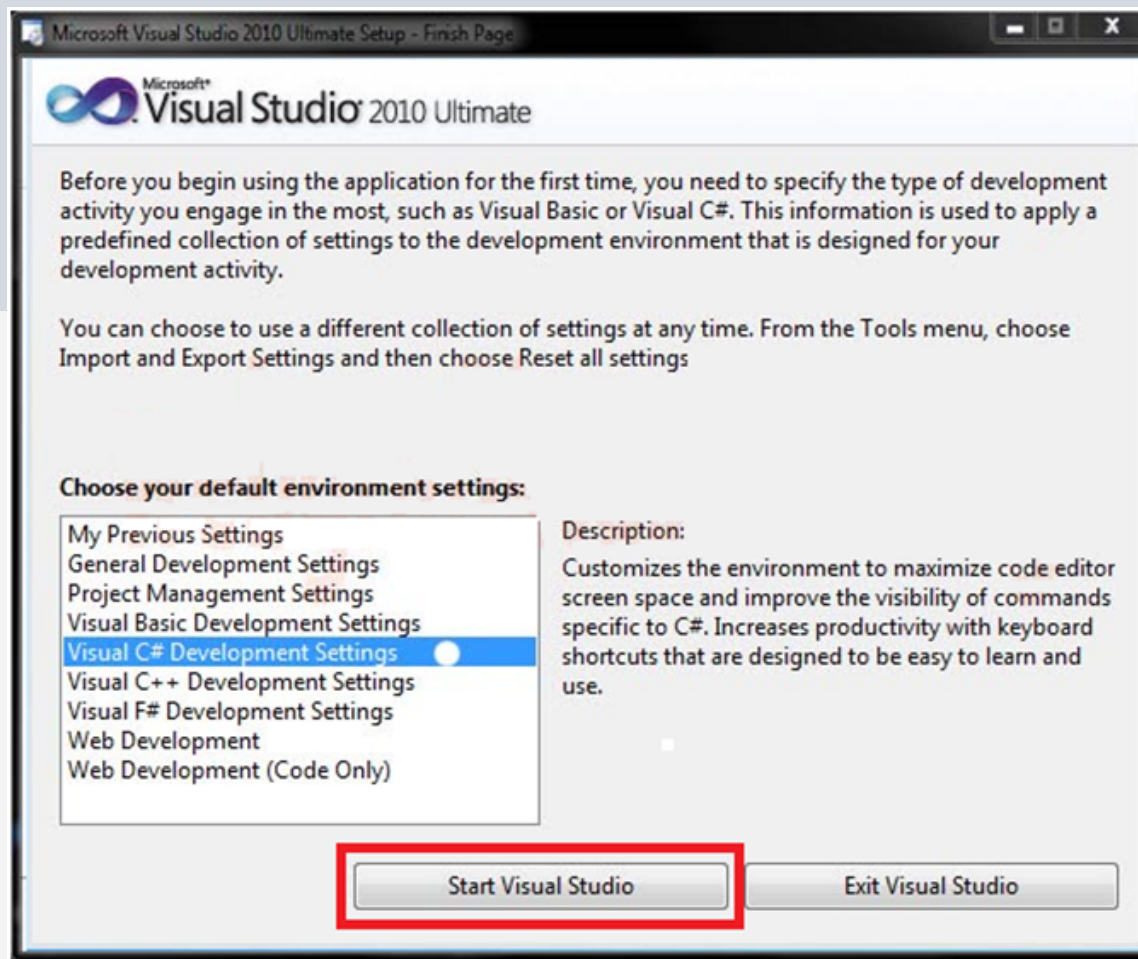 Microsoft Visual Studio 2010 Ultimate Setup - Finish Page
Microsoft
Visual Studio 2010 Ultimate
Before you begin using the application for the first time, you need to specify the type of development
activity you engage in the most, such as Visual Basic or Visual C#. This information is used to apply a
predefined collection of settings to the development environment that is designed for your
development activity.
You can choose to use a different collection of settings at any time. From the Tools menu, choose
Import and Export Settings and then choose Reset all settings
Choose your default environment settings:
My Previous Settings
General Development Settings
Project Management Settings
Visual Basic Development Settings
Visual C# Development Settings
Visual C++ Development Settings
Visual F# Development Settings
Web Development
Web Development (Code Only)
Description:
Customizes the environment to maximize code editor
screen space and improve the visibility of commands
specific to C#. Increases productivity with keyboard
shortcuts that are designed to be easy to learn and
use.
Start Visual Studio
Exit Visual Studio